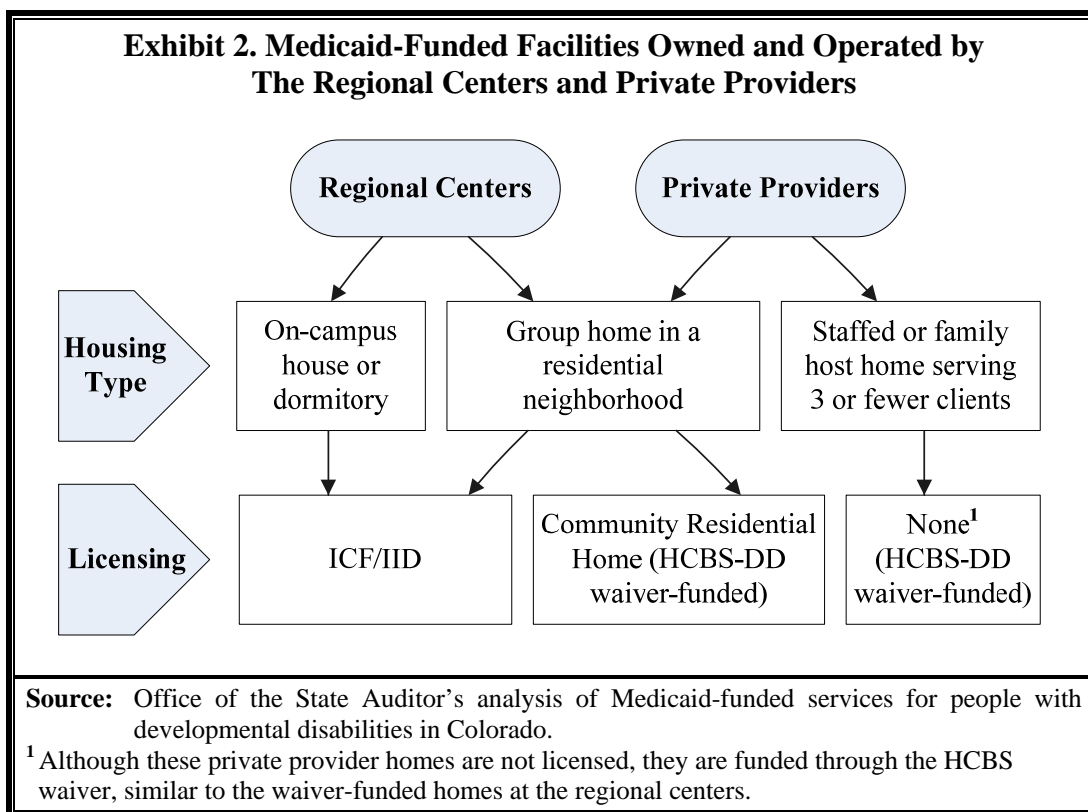 Exhibit 2. Medicaid-Funded Facilities Owned and Operated by
The Regional Centers and Private Providers
Regional Centers
Private Providers
Housing
Type
On-campus
house or
dormitory
Group home in a
residential
neighborhood
Staffed or family
host home serving
3 or fewer clients
Licensing
ICF/IID
Community Residential
Home (HCBS-DD
waiver-funded)
None¹
(HCBS-DD
waiver-funded)
Source: Office of the State Auditor's analysis of Medicaid-funded services for people with
developmental disabilities in Colorado.
¹ Although these private provider homes are not licensed, they are funded through the HCBS
waiver, similar to the waiver-funded homes at the regional centers.